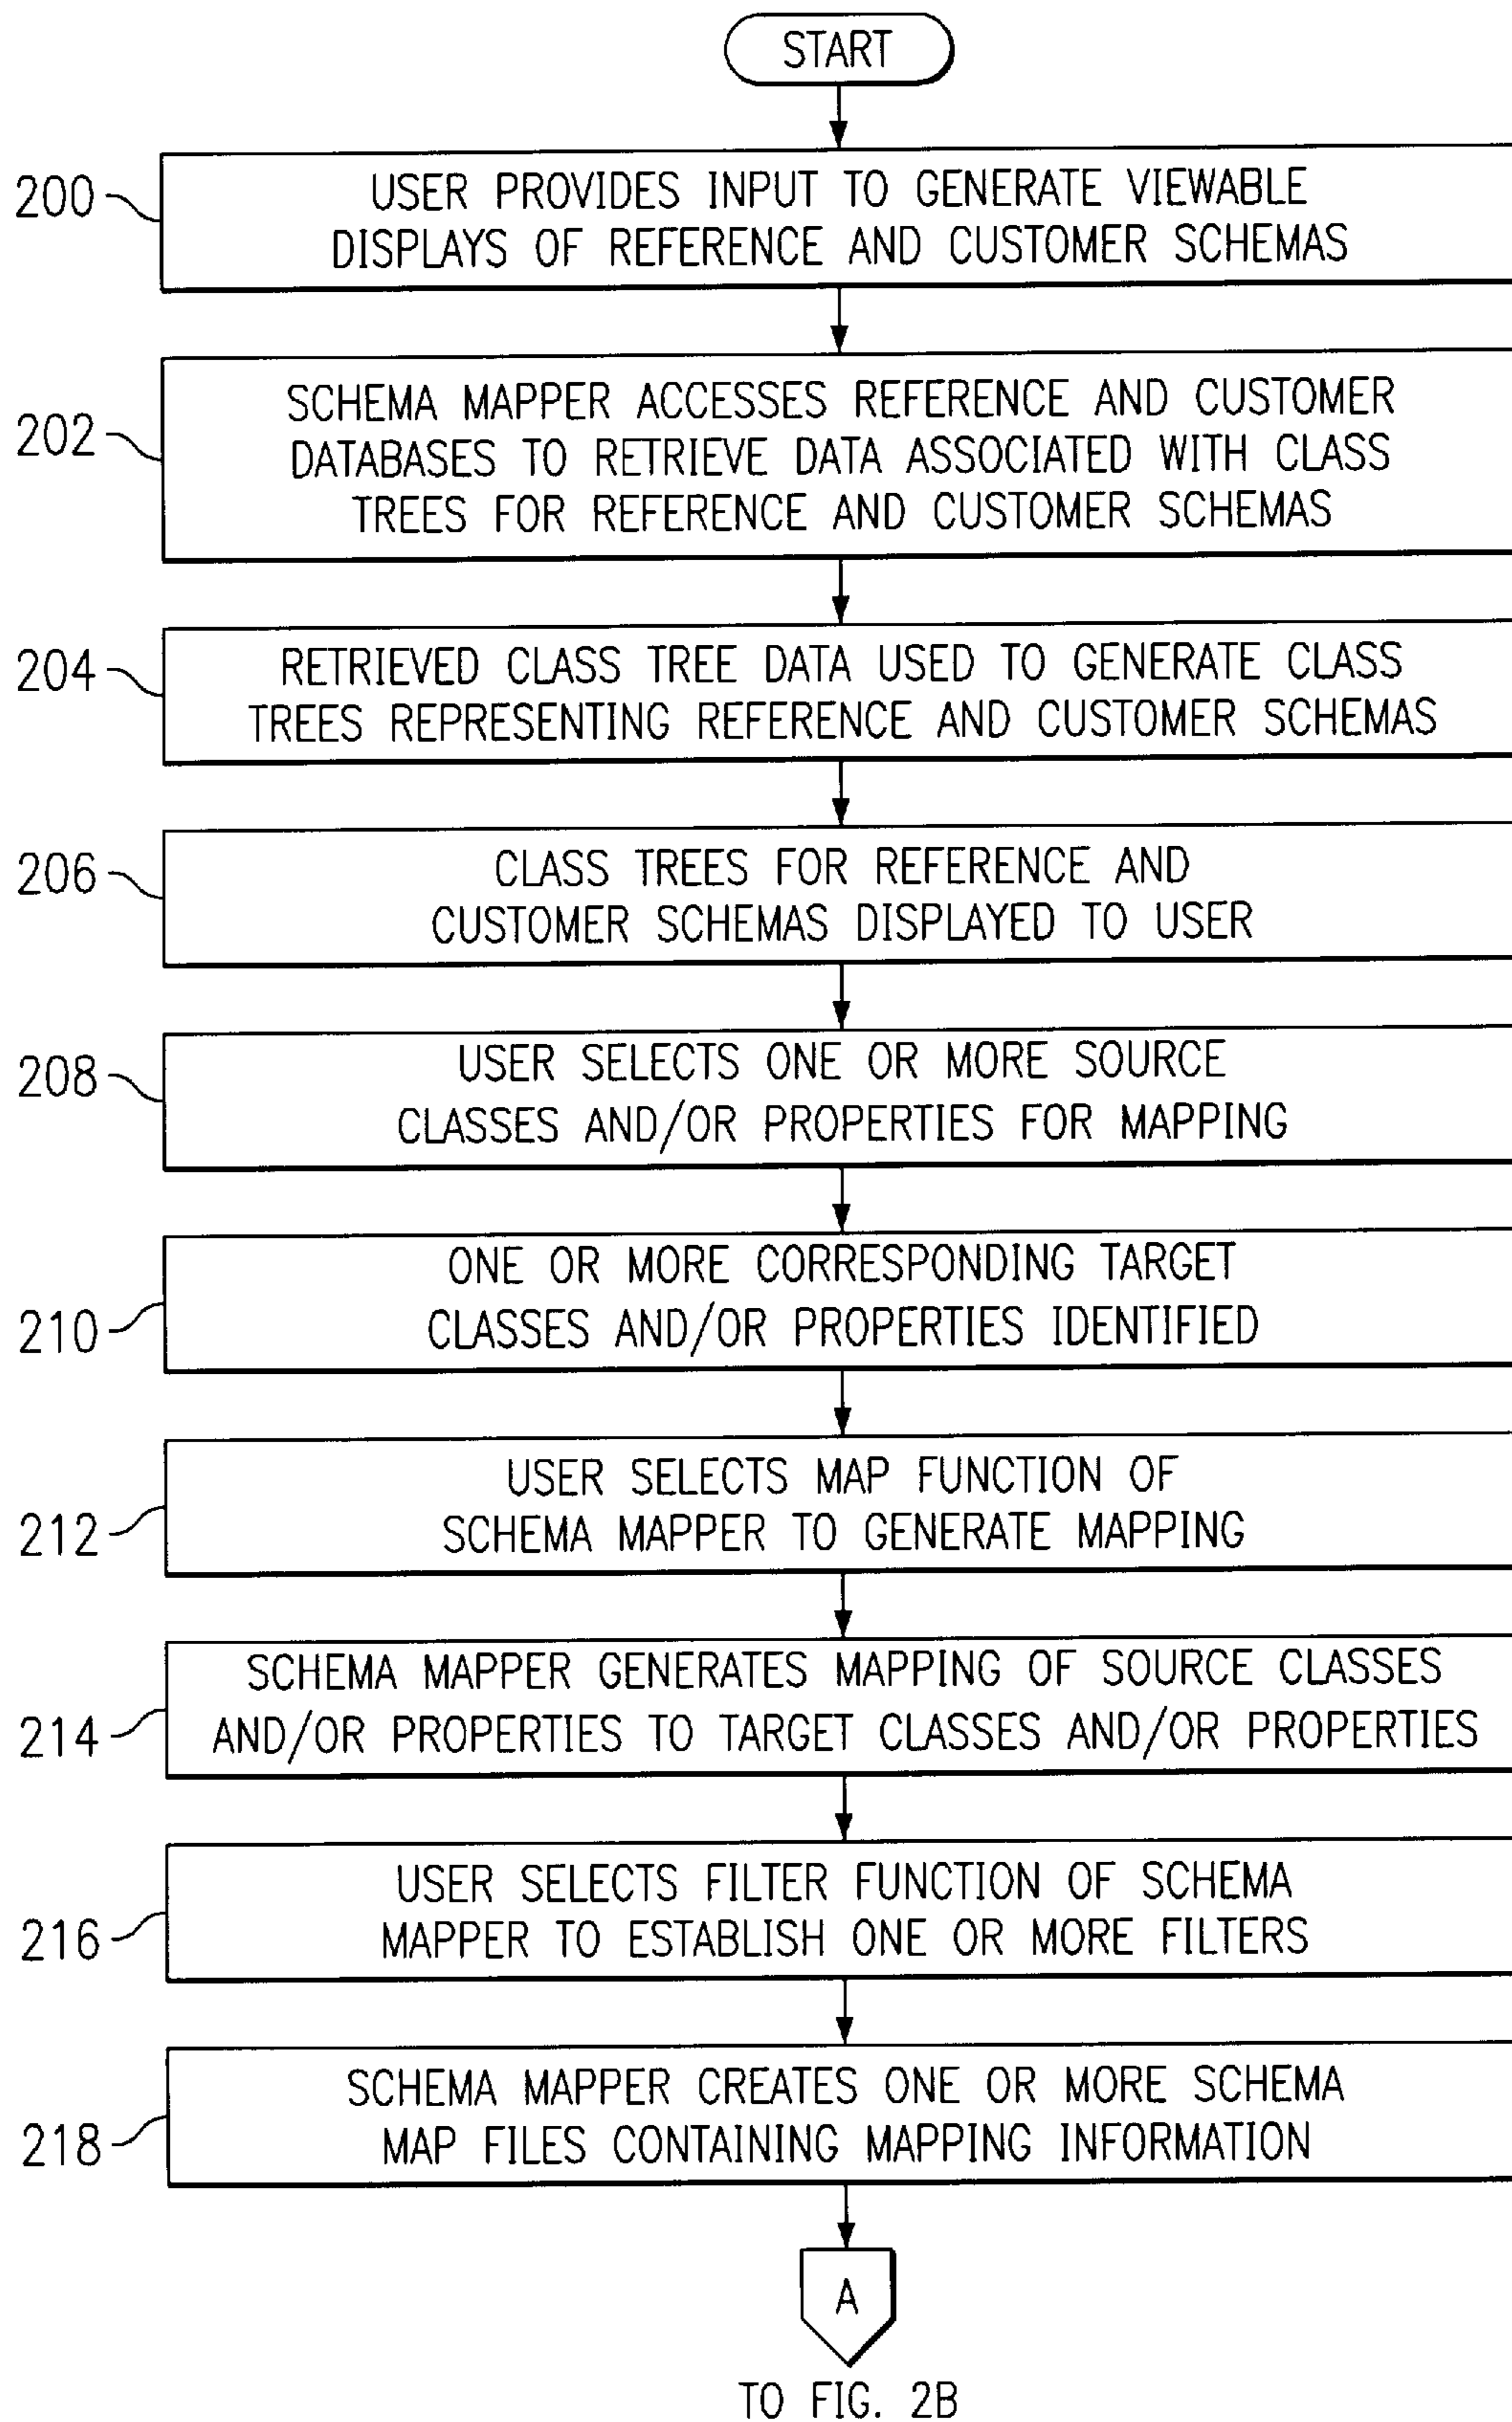 START
200
USER PROVIDES INPUT TO GENERATE VIEWABLE
DISPLAYS OF REFERENCE AND CUSTOMER SCHEMAS
202
SCHEMA MAPPER ACCESSES REFERENCE AND CUSTOMER
DATABASES TO RETRIEVE DATA ASSOCIATED WITH CLASS
TREES FOR REFERENCE AND CUSTOMER SCHEMAS
204
RETRIEVED CLASS TREE DATA USED TO GENERATE CLASS
TREES REPRESENTING REFERENCE AND CUSTOMER SCHEMAS
206
CLASS TREES FOR REFERENCE AND
CUSTOMER SCHEMAS DISPLAYED TO USER
208
USER SELECTS ONE OR MORE SOURCE
CLASSES AND/OR PROPERTIES FOR MAPPING
210
ONE OR MORE CORRESPONDING TARGET
CLASSES AND/OR PROPERTIES IDENTIFIED
212
USER SELECTS MAP FUNCTION OF
SCHEMA MAPPER TO GENERATE MAPPING
214
SCHEMA MAPPER GENERATES MAPPING OF SOURCE CLASSES
AND/OR PROPERTIES TO TARGET CLASSES AND/OR PROPERTIES
216
USER SELECTS FILTER FUNCTION OF SCHEMA
MAPPER TO ESTABLISH ONE OR MORE FILTERS
218
SCHEMA MAPPER CREATES ONE OR MORE SCHEMA
MAP FILES CONTAINING MAPPING INFORMATION
A
TO FIG. 2B